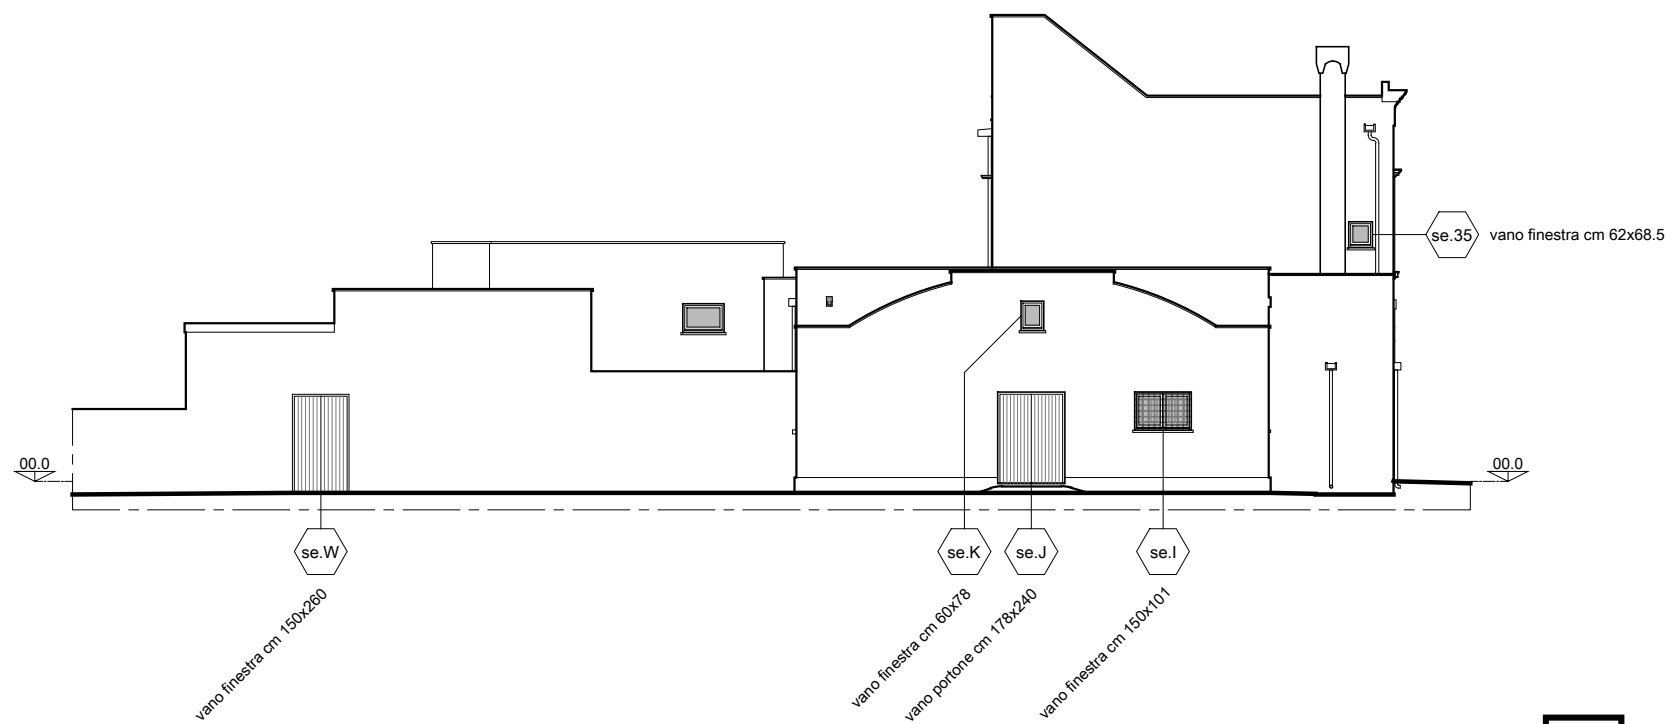 se.35
vano finestra cm 62x68.5
00.0
00.0
se.W
se.K
se.J
se.I
vano finestra cm 150x260
vano finestra cm 60x78
vano portone cm 178x240
vano finestra cm 150x101